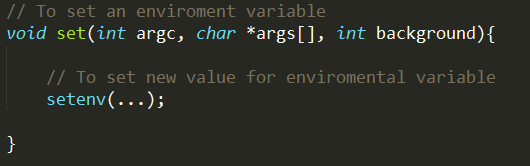 // To set an enviroment variable
void set(int argc, char *args[], int background){
// To set new value for enviromental variable
setenv(...);
}